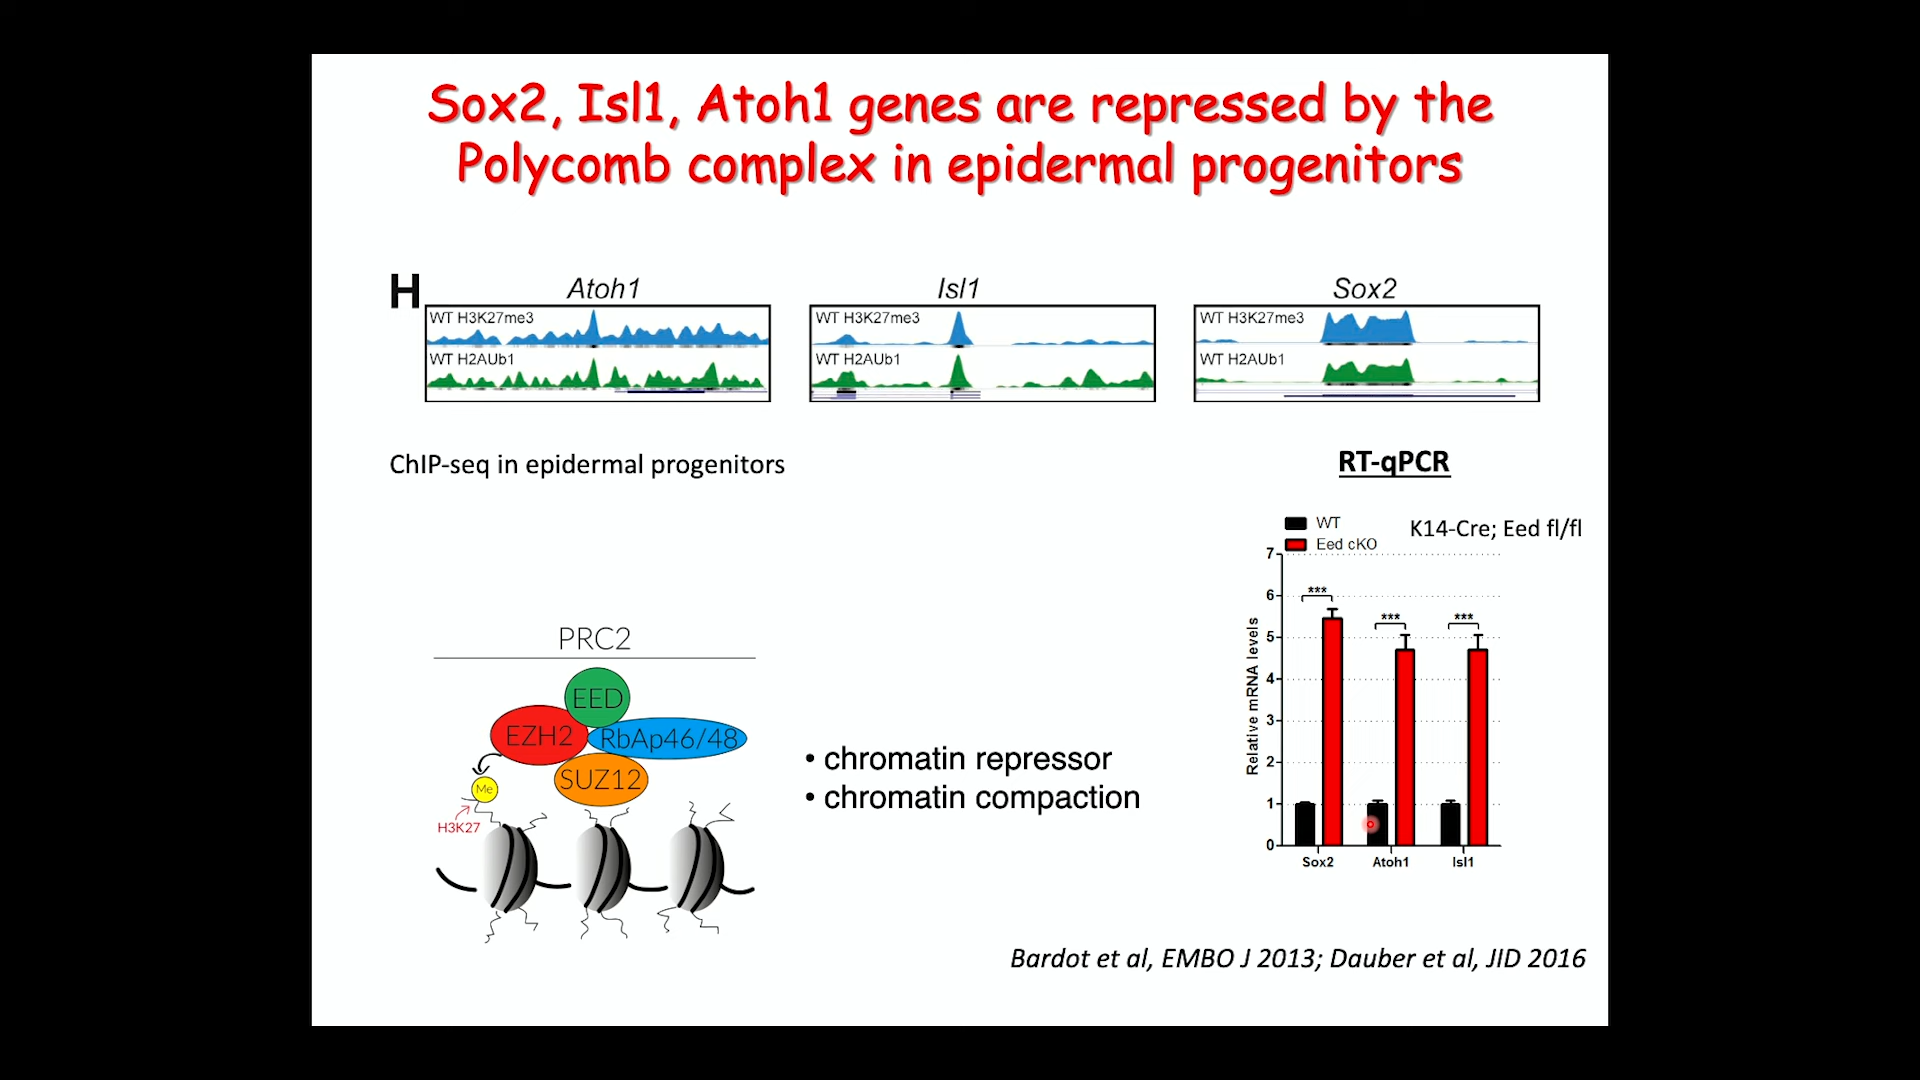 Sox2, Isl1, Atoh1 genes are repressed by the
Polycomb complex in epidermal progenitors
H
Atoh1
WT H3K27me3
WT H2AUb1
Isl1
WT H3K27me3
WT H2AUb1
Sox2
WT H3K27me3
WT H2AUb1
ChIP-seq in epidermal progenitors
RT-qPCR
WT
Eed cKO
K14-Cre; Eed fl/fl
7
6
5
4
3
2
1
0
Relative mRNA levels
***
***
***
Sox2
Atoh1
Isl1
PRC2
EED
EZH2
RbAp46/48
SUZ12
Me
H3K27
• chromatin repressor
• chromatin compaction
Bardot et al, EMBO J 2013; Dauber et al, JID 2016